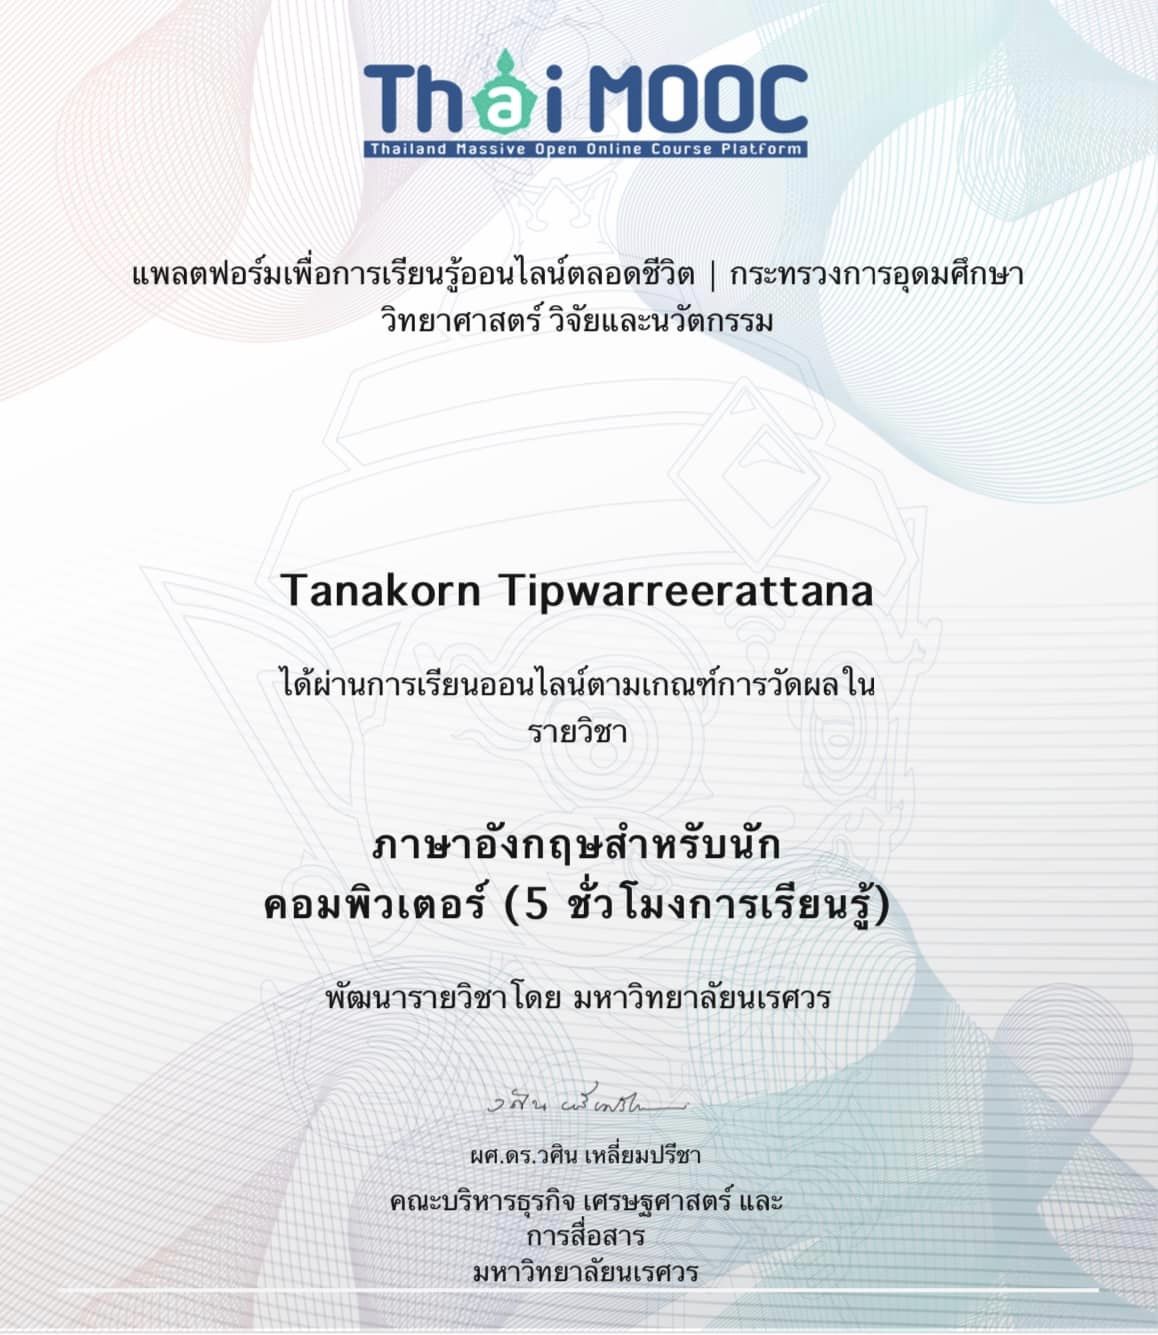 Thai MOOC
Thailand Massive Open Online Course Platform
แพลตฟอร์มเพื่อการเรียนรู้ออนไลน์ตลอดชีวิต | กระทรวงการอุดมศึกษา
วิทยาศาสตร์ วิจัยและนวัตกรรม
Tanakorn Tipwarreerattana
ได้ผ่านการเรียนออนไลน์ตามเกณฑ์การวัดผลใน
รายวิชา
ภาษาอังกฤษสำหรับนัก
คอมพิวเตอร์ (5 ชั่วโมงการเรียนรู้)
พัฒนารายวิชาโดย มหาวิทยาลัยนเรศวร
ผศ.ดร.วศิน เหลี่ยมปรีชา
คณะบริหารธุรกิจ เศรษฐศาสตร์ และ
การสื่อสาร
มหาวิทยาลัยนเรศวร